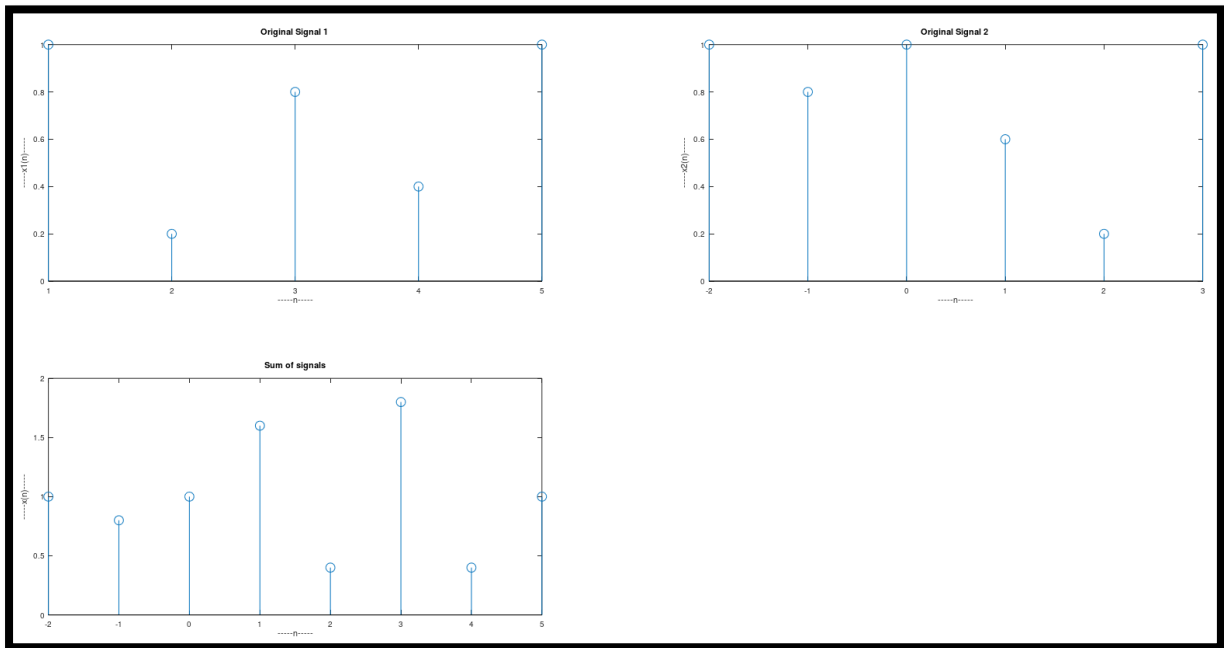 Original Signal 1
1
0.8
0.6
0.4
0.2
0
-----x1(n)-----
1 2 3 4 5
-----n-----
Original Signal 2
1
0.8
0.6
0.4
0.2
0
-----x2(n)-----
-2 -1 0 1 2 3
-----n-----
Sum of signals
2
1.5
1
0.5
0
-----x(n)-----
-2 -1 0 1 2 3 4 5
-----n-----